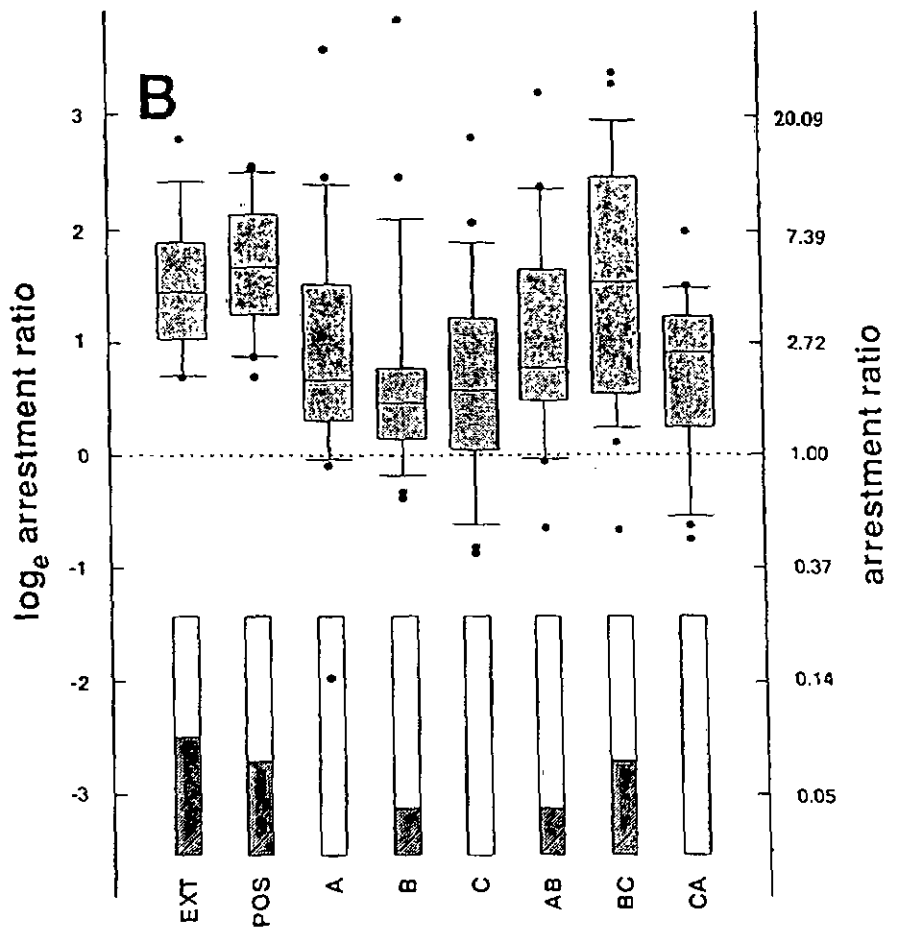 B
log_e arrestment ratio
3
2
1
0
-1
-2
-3
20.09
7.39
2.72
1.00
0.37
0.14
0.05
arrestment ratio
EXT
POS
A
B
C
AB
BC
CA